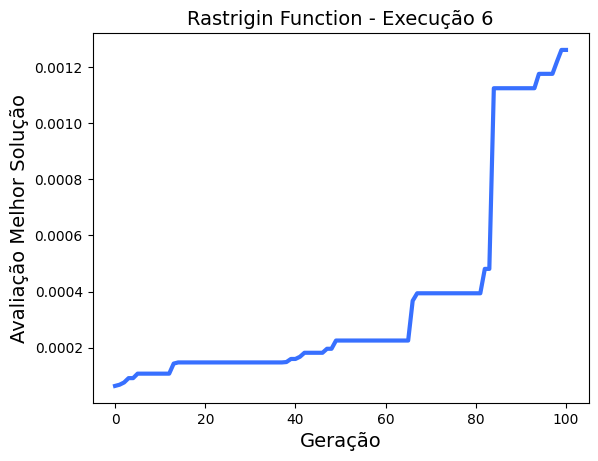 Rastrigin Function - Execução 6
Avaliação Melhor Solução
0.0012
0.0010
0.0008
0.0006
0.0004
0.0002
0 20 40 60 80 100
Geração